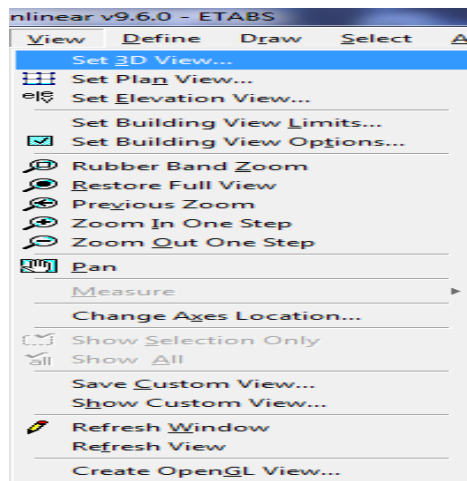 nlinear v9.6.0 - ETABS
View Define Draw Select A
Set 3D View...
Set Plan View...
Set Elevation View...
Set Building View Limits...
Set Building View Options...
Rubber Band Zoom
Restore Full View
Previous Zoom
Zoom In One Step
Zoom Out One Step
Pan
Measure
Change Axes Location...
Show Selection Only
all Show All
Save Custom View...
Show Custom View...
Refresh Window
Refresh View
Create OpenGL View...